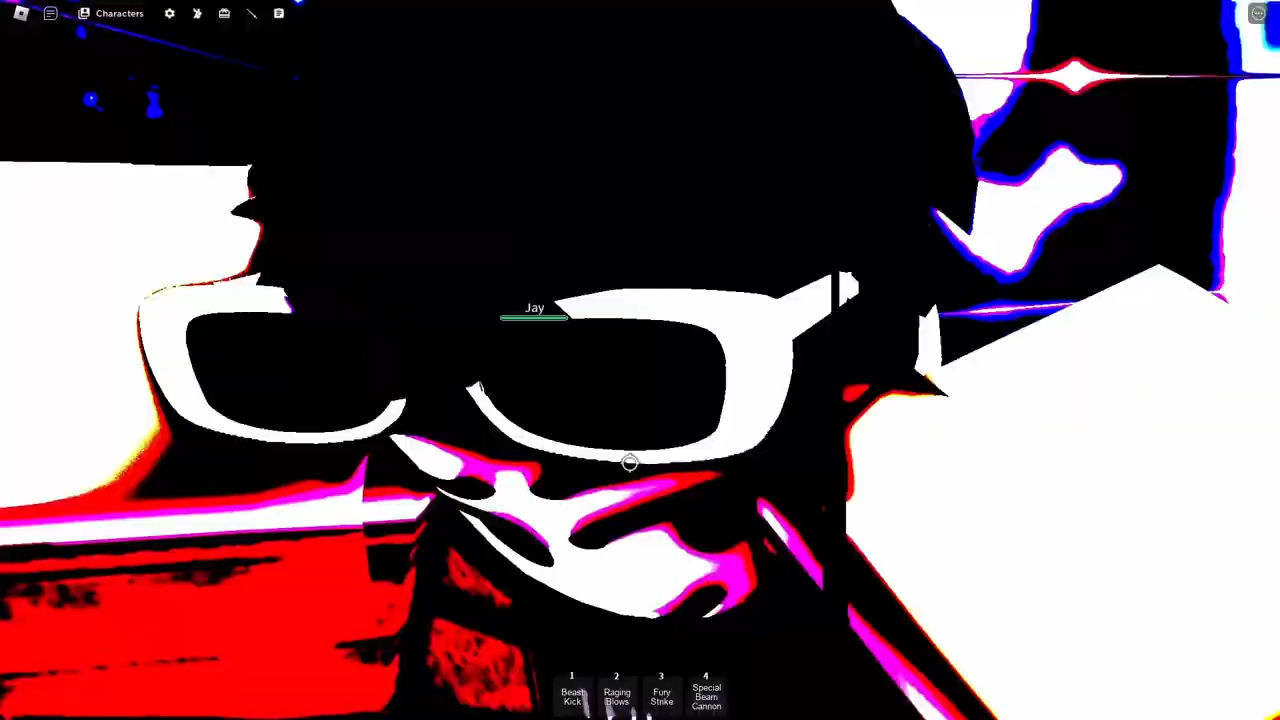 Characters
Jay
1 2 3 4
Beast Kick
Raging Blows
Fury Strike
Special Beam Cannon